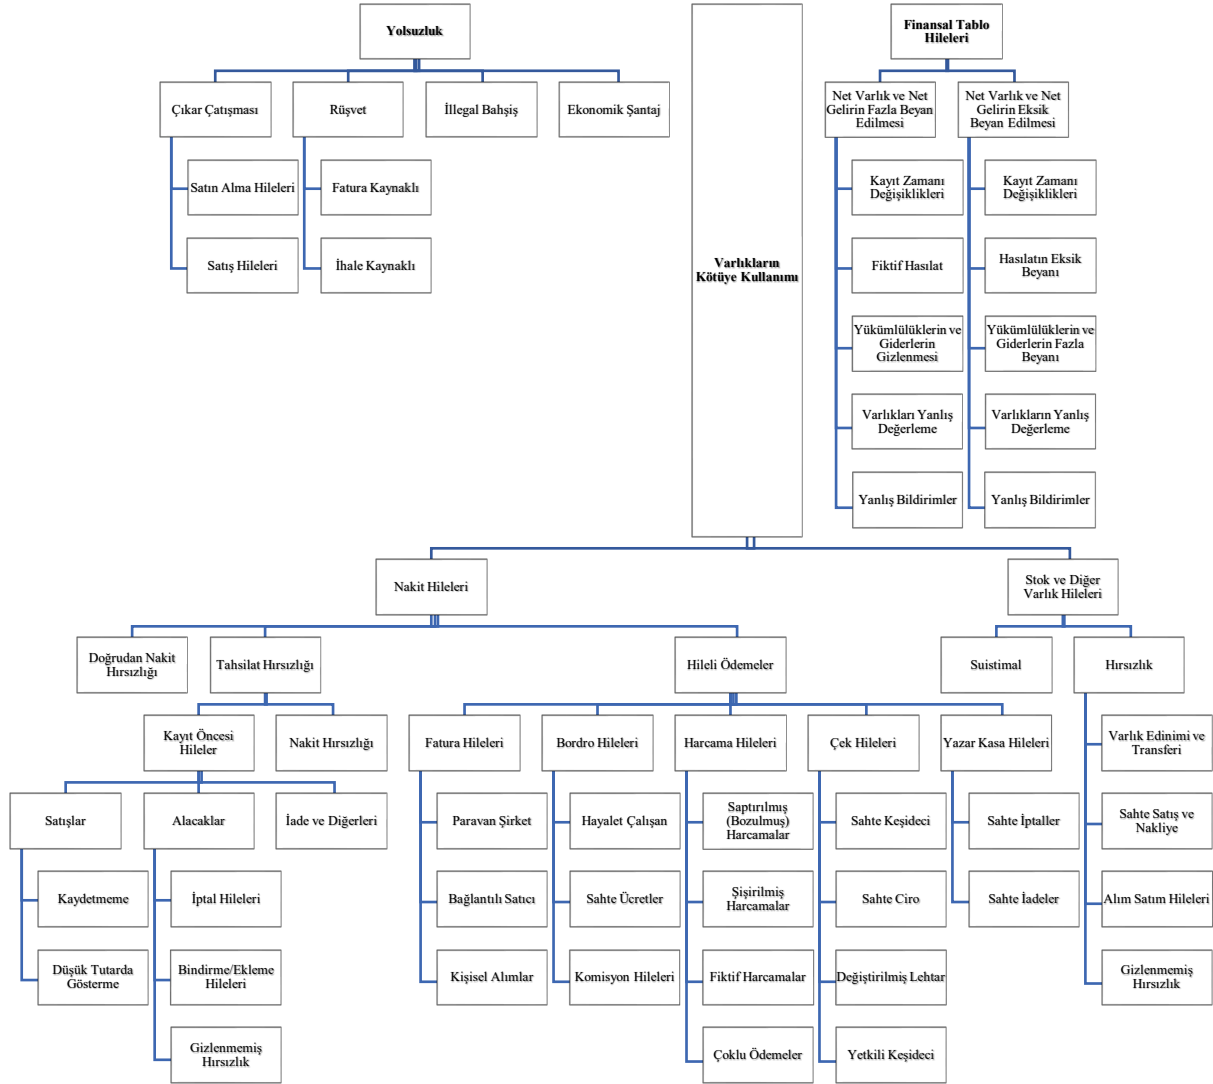 Yolsuzluk
Çıkar Çatışması
Rüşvet
İllegal Bahşiş
Ekonomik Şantaj
Satın Alma Hileleri
Fatura Kaynaklı
Satış Hileleri
İhale Kaynaklı
Varlıkların
Kötüye Kullanımı
Finansal Tablo
Hileleri
Net Varlık ve Net
Gelirin Fazla Beyan
Edilmesi
Net Varlık ve Net
Gelirin Eksik
Beyan Edilmesi
Kayıt Zamanı
Değişiklikleri
Kayıt Zamanı
Değişiklikleri
Fiktif Hasılat
Hasılatın Eksik
Beyanı
Yükümlülüklerin ve
Giderlerin
Gizlenmesi
Yükümlülüklerin ve
Giderlerin Fazla
Beyanı
Varlıkları Yanlış
Değerleme
Varlıkların Yanlış
Değerleme
Yanlış Bildirimler
Yanlış Bildirimler
Nakit Hileleri
Stok ve Diğer
Varlık Hileleri
Doğrudan Nakit
Hırsızlığı
Tahsilat Hırsızlığı
Hileli Ödemeler
Suistimal
Hırsızlık
Kayıt Öncesi
Hileler
Nakit Hırsızlığı
Fatura Hileleri
Bordro Hileleri
Harcama Hileleri
Çek Hileleri
Yazar Kasa Hileleri
Varlık Edinimi ve
Transferi
Satışlar
Alacaklar
İade ve Diğerleri
Paravan Şirket
Hayalet Çalışan
Saptırılmış
(Bozulmuş)
Harcamalar
Sahte Keşideci
Sahte İptaller
Sahte Satış ve
Nakliye
Kaydetmeme
İptal Hileleri
Bağlantılı Satıcı
Sahte Ücretler
Şişirilmiş
Harcamalar
Sahte Ciro
Sahte İadeler
Alım Satım Hileleri
Düşük Tutarda
Gösterme
Bindirme/Ekleme
Hileleri
Kişisel Alımlar
Komisyon Hileleri
Fiktif Harcamalar
Değiştirilmiş Lehtar
Gizlenmemiş
Hırsızlık
Gizlenmemiş
Hırsızlık
Çoklu Ödemeler
Yetkili Keşideci